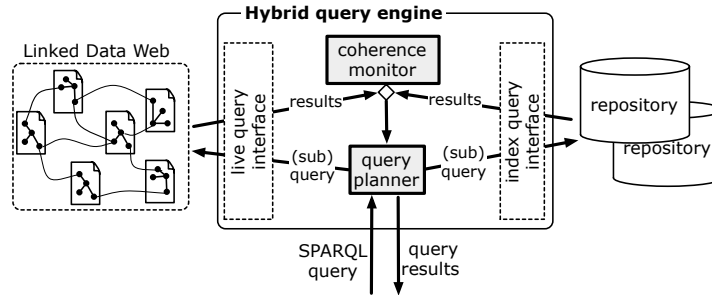 Hybrid query engine
Linked Data Web
coherence
monitor
live query
interface
results
results
index query
interface
repository
repository
(sub)
query
query
planner
(sub)
query
SPARQL
query
query
results